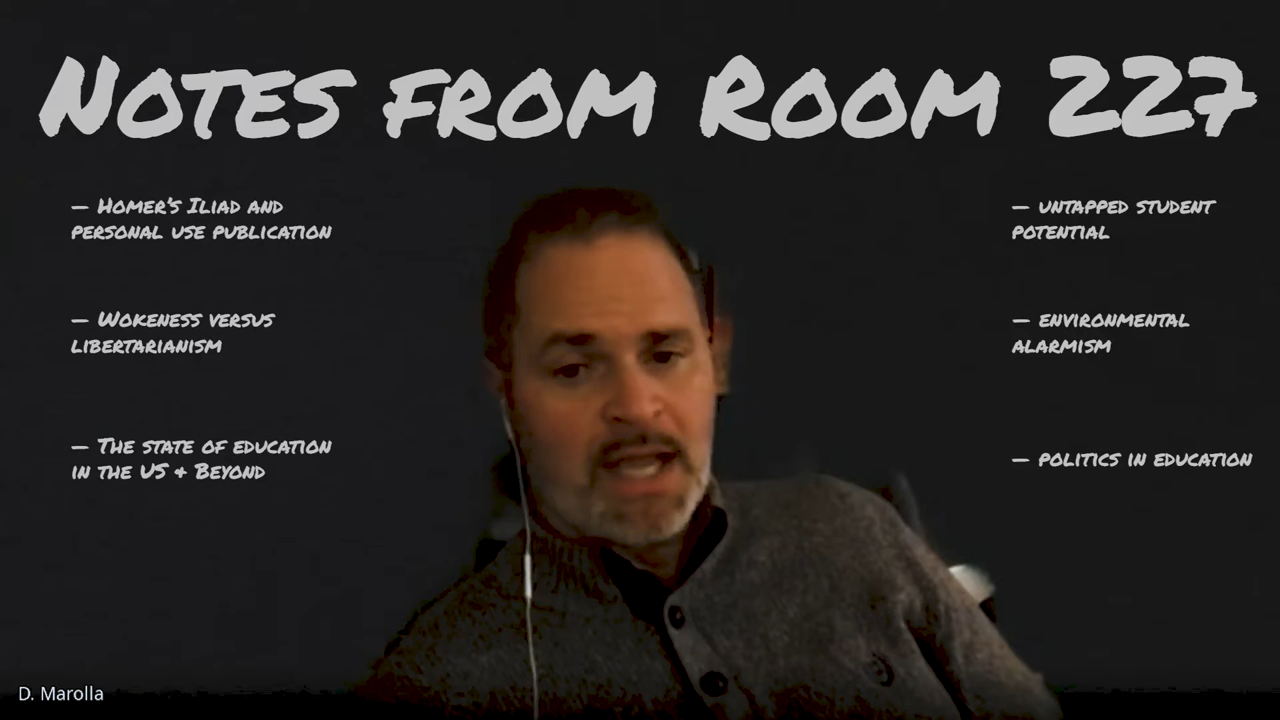 Notes from Room 227
— Homer's Iliad and
personal use publication
— Wokeness versus
libertarianism
— The state of education
in the US + Beyond
— untapped student
potential
— environmental
alarmism
— politics in education
D. Marolla